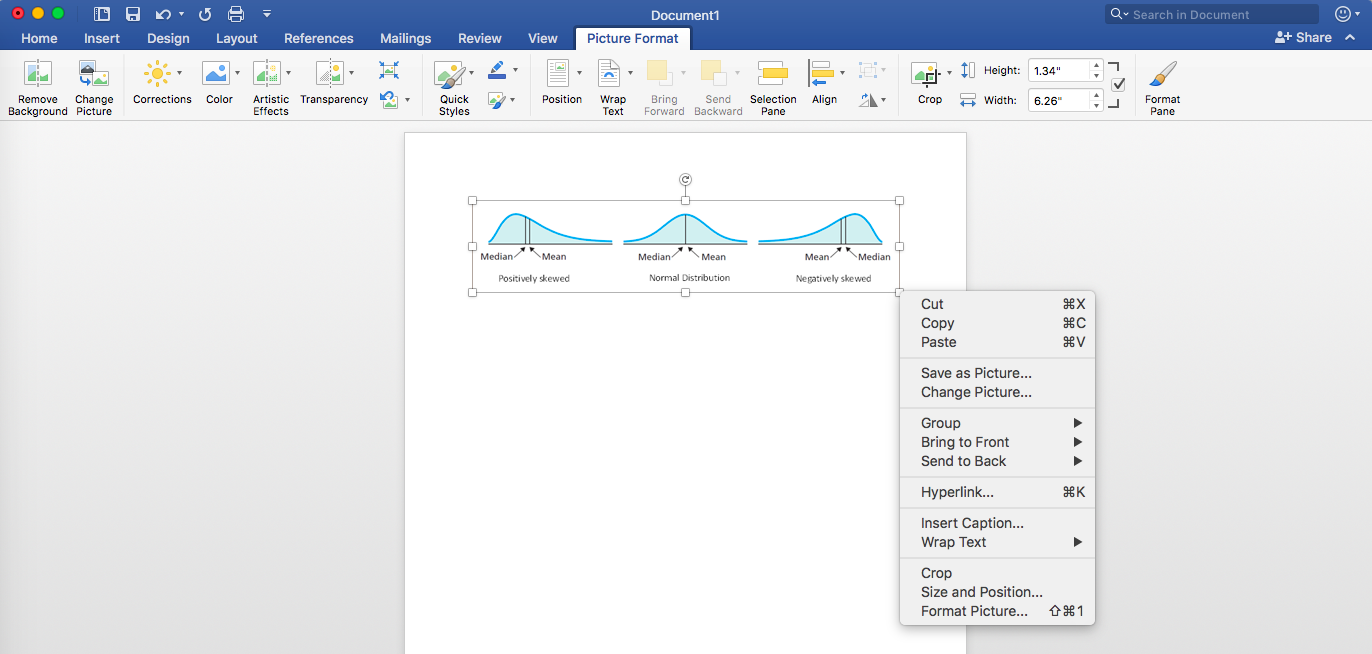 Document1
Search in Document
Home Insert Design Layout References Mailings Review View Picture Format
Share
Remove Background
Change Picture
Corrections
Color
Artistic Effects
Transparency
Quick Styles
Position
Wrap Text
Bring Forward
Send Backward
Selection Pane
Align
Crop
Height: 1.34"
Width: 6.26"
Format Pane
Median Mean
Positively skewed
Median Mean
Normal Distribution
Mean Median
Negatively skewed
Cut ⌘X
Copy ⌘C
Paste ⌘V
Save as Picture...
Change Picture...
Group
Bring to Front
Send to Back
Hyperlink... ⌘K
Insert Caption...
Wrap Text
Crop
Size and Position...
Format Picture... ⇧⌘1